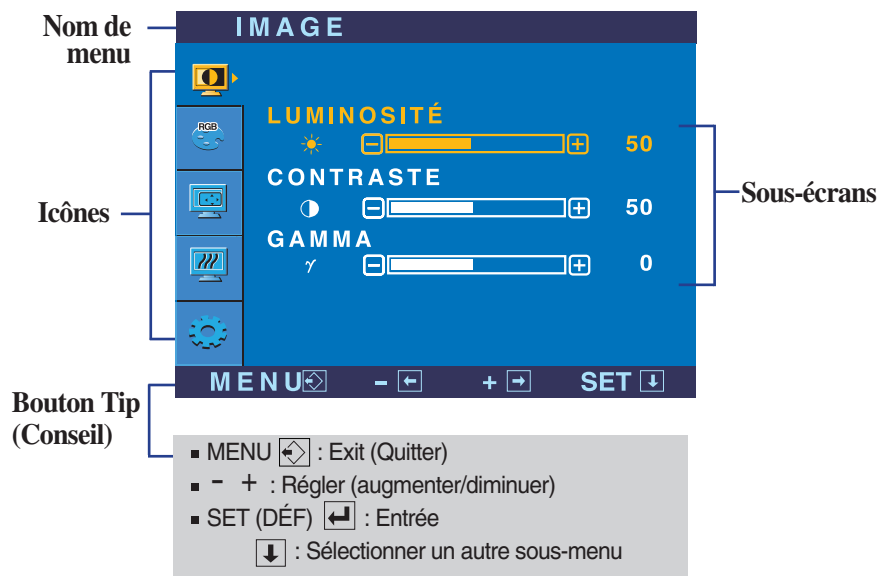 Nom de
menu
IMAGE
RGB
LUMINOSITÉ
50
CONTRASTE
50
GAMMA
γ
0
Icônes
Sous-écrans
MENU - + SET
Bouton Tip
(Conseil)
MENU : Exit (Quitter)
- + : Régler (augmenter/diminuer)
SET (DÉF) : Entrée
: Sélectionner un autre sous-menu